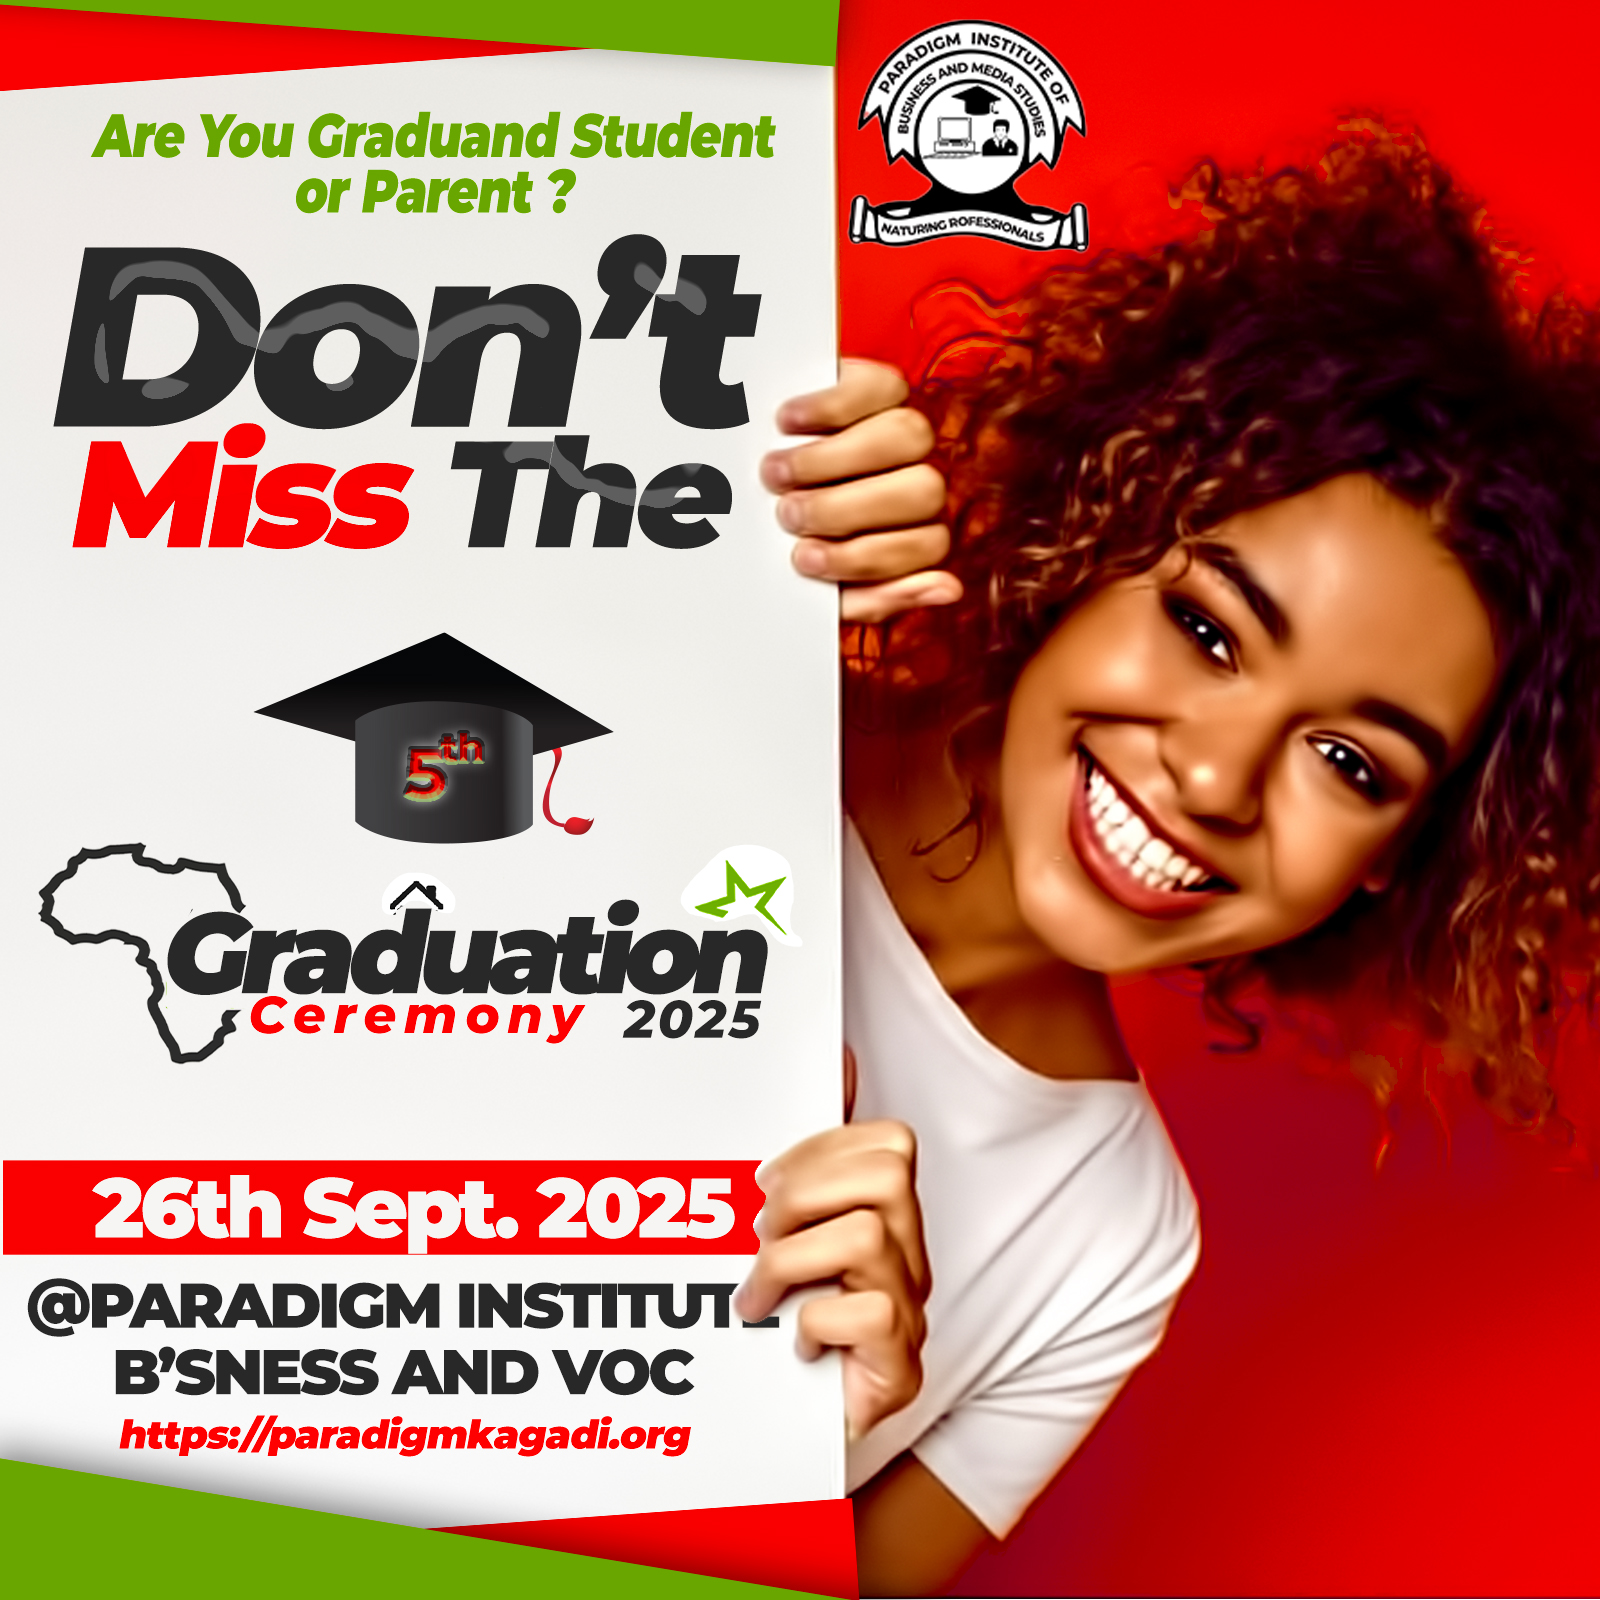 Are You Graduand Student
or Parent ?
Don't
Miss The
5th
Graduation
Ceremony 2025
26th Sept. 2025
@PARADIGM INSTITUTE
B'SNESS AND VOC
https://paradigmkagadi.org
PARADIGM INSTITUTE OF
BUSINESS AND MEDIA STUDIES
NATURING ROFESSIONALS